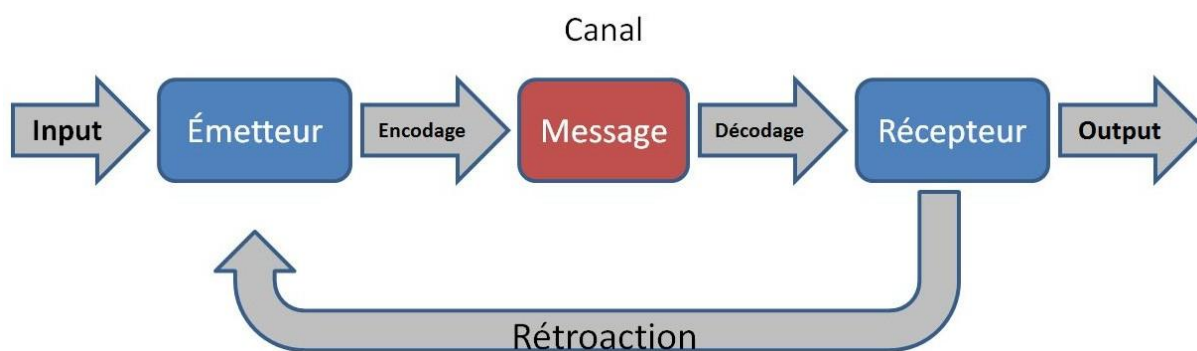 Canal
Input
Émetteur
Encodage
Message
Décodage
Récepteur
Output
Rétroaction